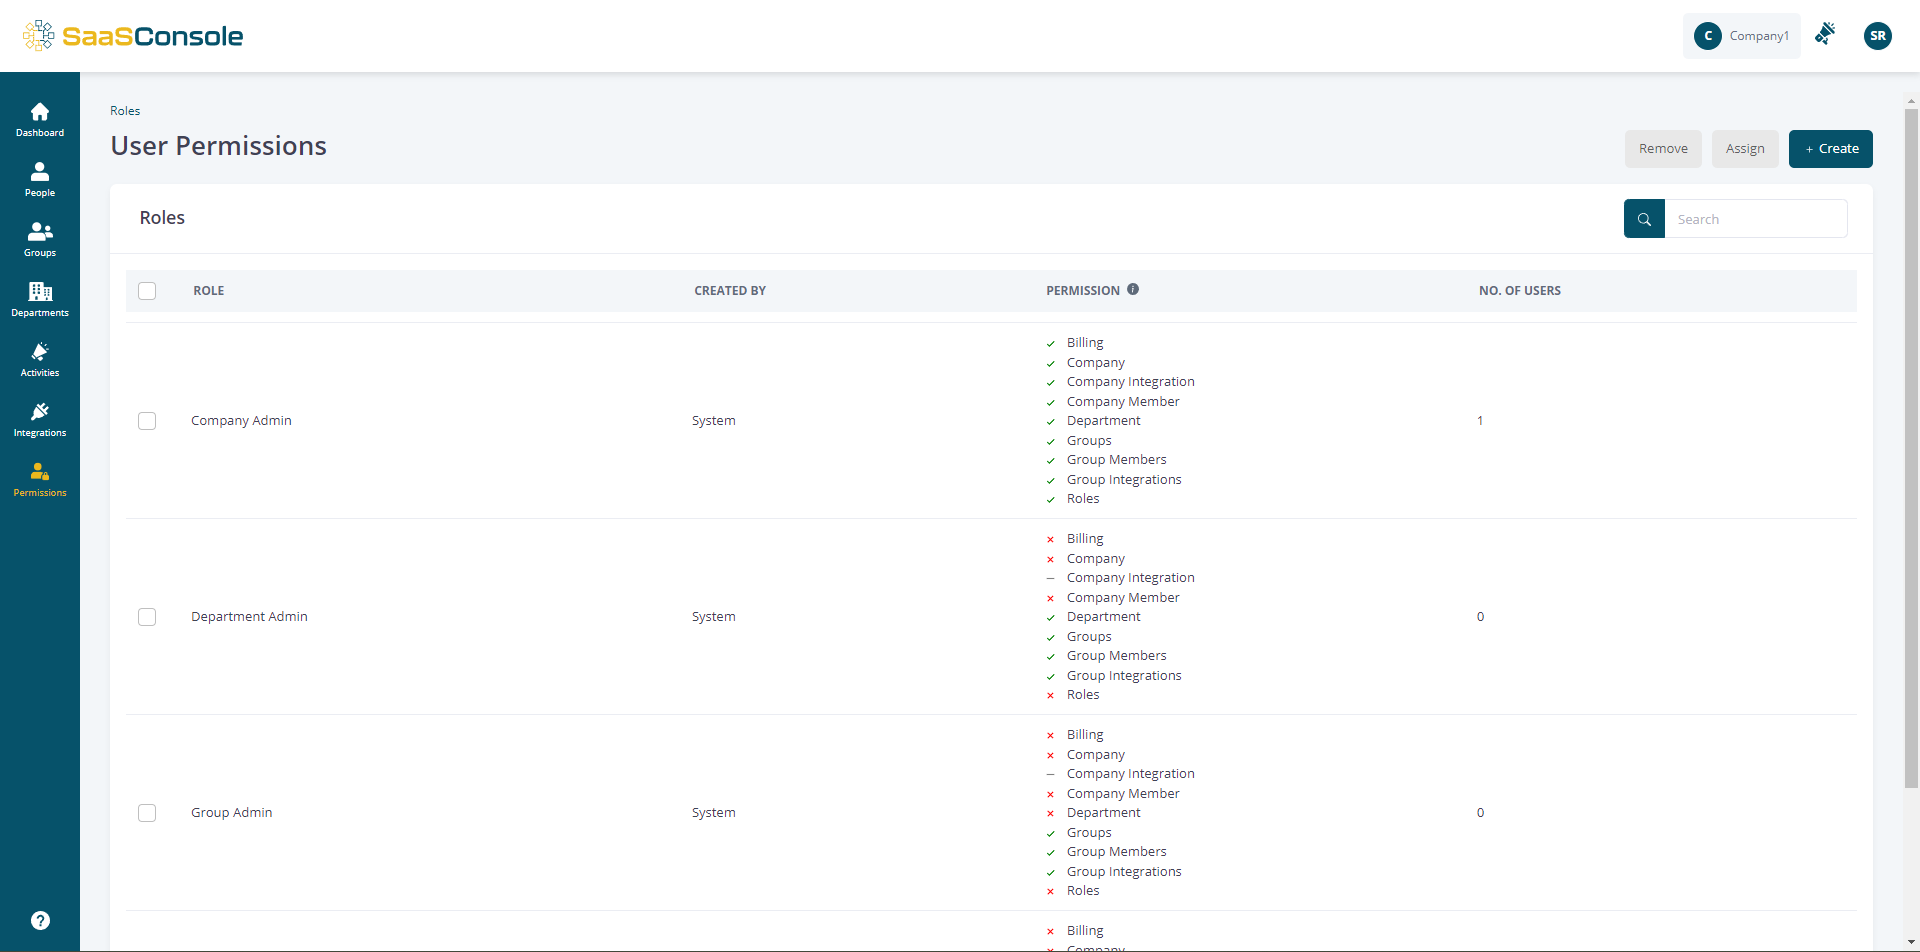 SaaSConsole
C Company1
SR
Dashboard
People
Groups
Departments
Activities
Integrations
Permissions
?
Roles
User Permissions
Remove
Assign
+ Create
Roles
Search
ROLE CREATED BY PERMISSION i NO. OF USERS
Billing
Company
Company Integration
Company Member
Company Admin System Department 1
Groups
Group Members
Group Integrations
Roles
Billing
Company
Company Integration
Company Member
Department Admin System Department 0
Groups
Group Members
Group Integrations
Roles
Billing
Company
Company Integration
Company Member
Group Admin System Department 0
Groups
Group Members
Group Integrations
Roles
Billing
Company